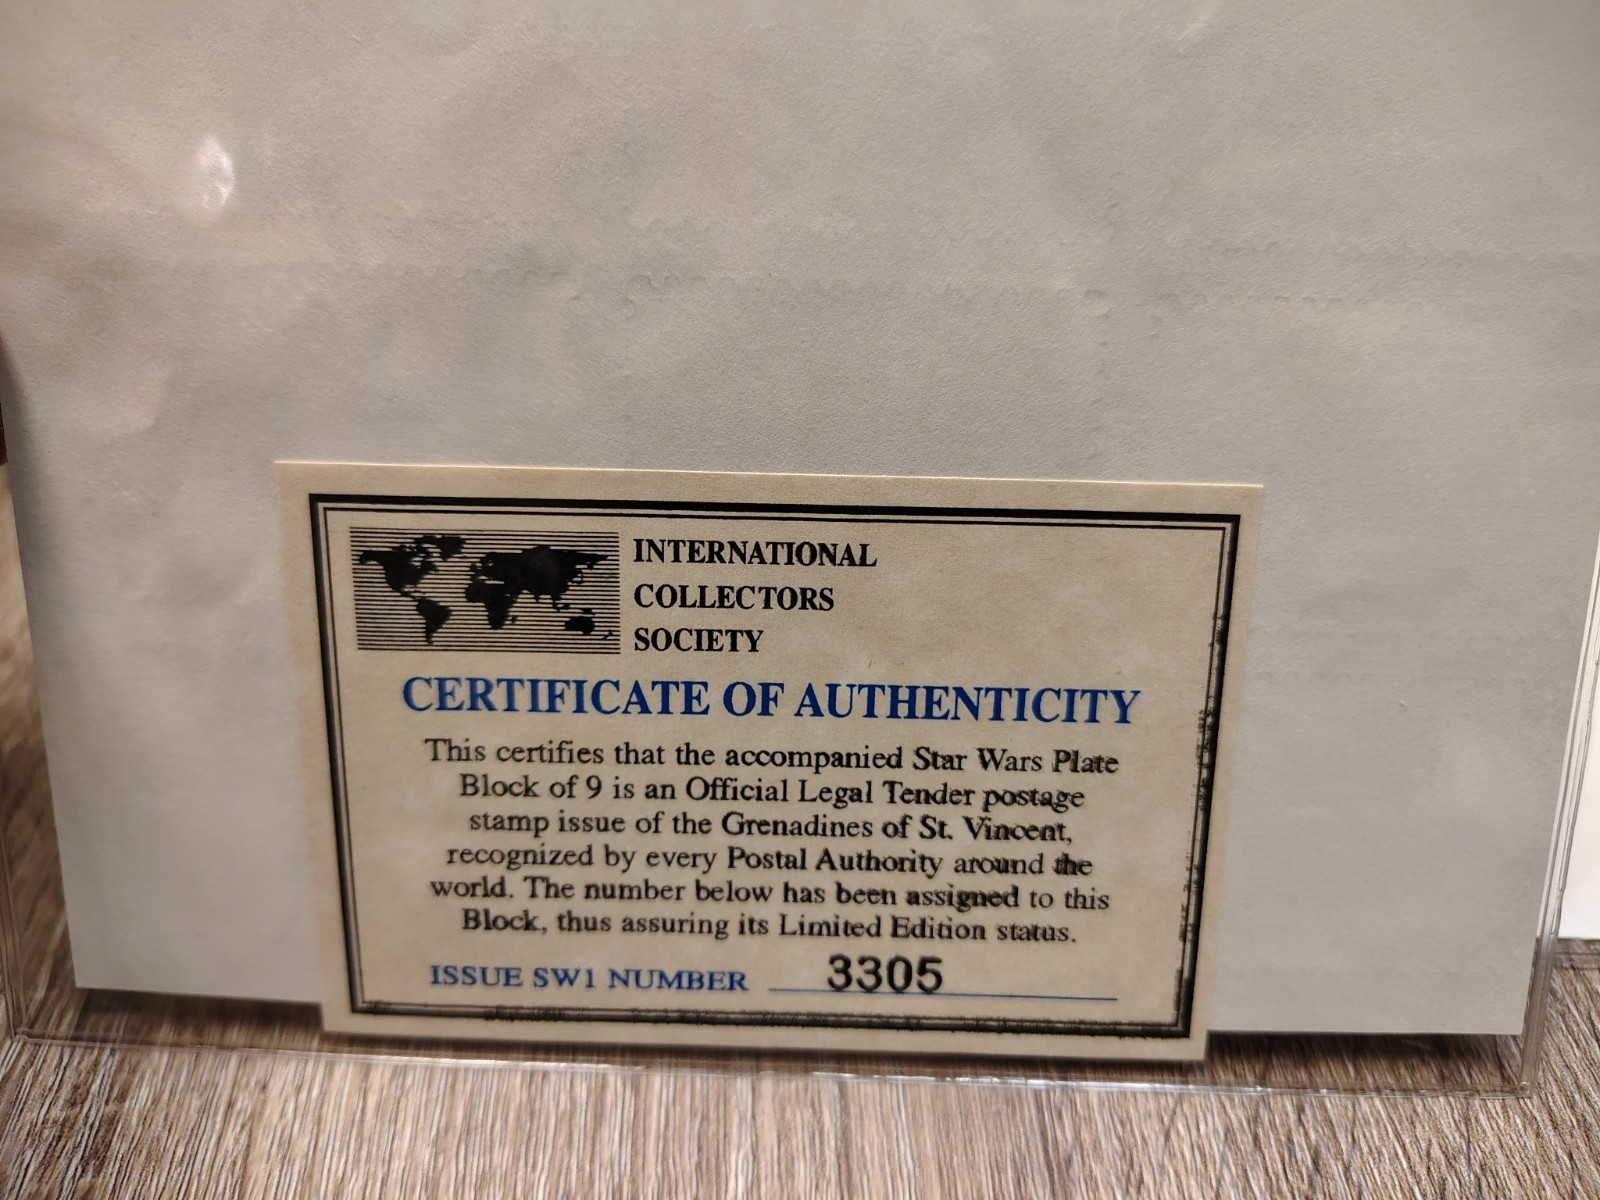 INTERNATIONAL
COLLECTORS
SOCIETY
CERTIFICATE OF AUTHENTICITY
This certifies that the accompanied Star Wars Plate
Block of 9 is an Official Legal Tender postage
stamp issue of the Grenadines of St. Vincent,
recognized by every Postal Authority around the
world. The number below has been assigned to this
Block, thus assuring its Limited Edition status.
ISSUE SW1 NUMBER 3305